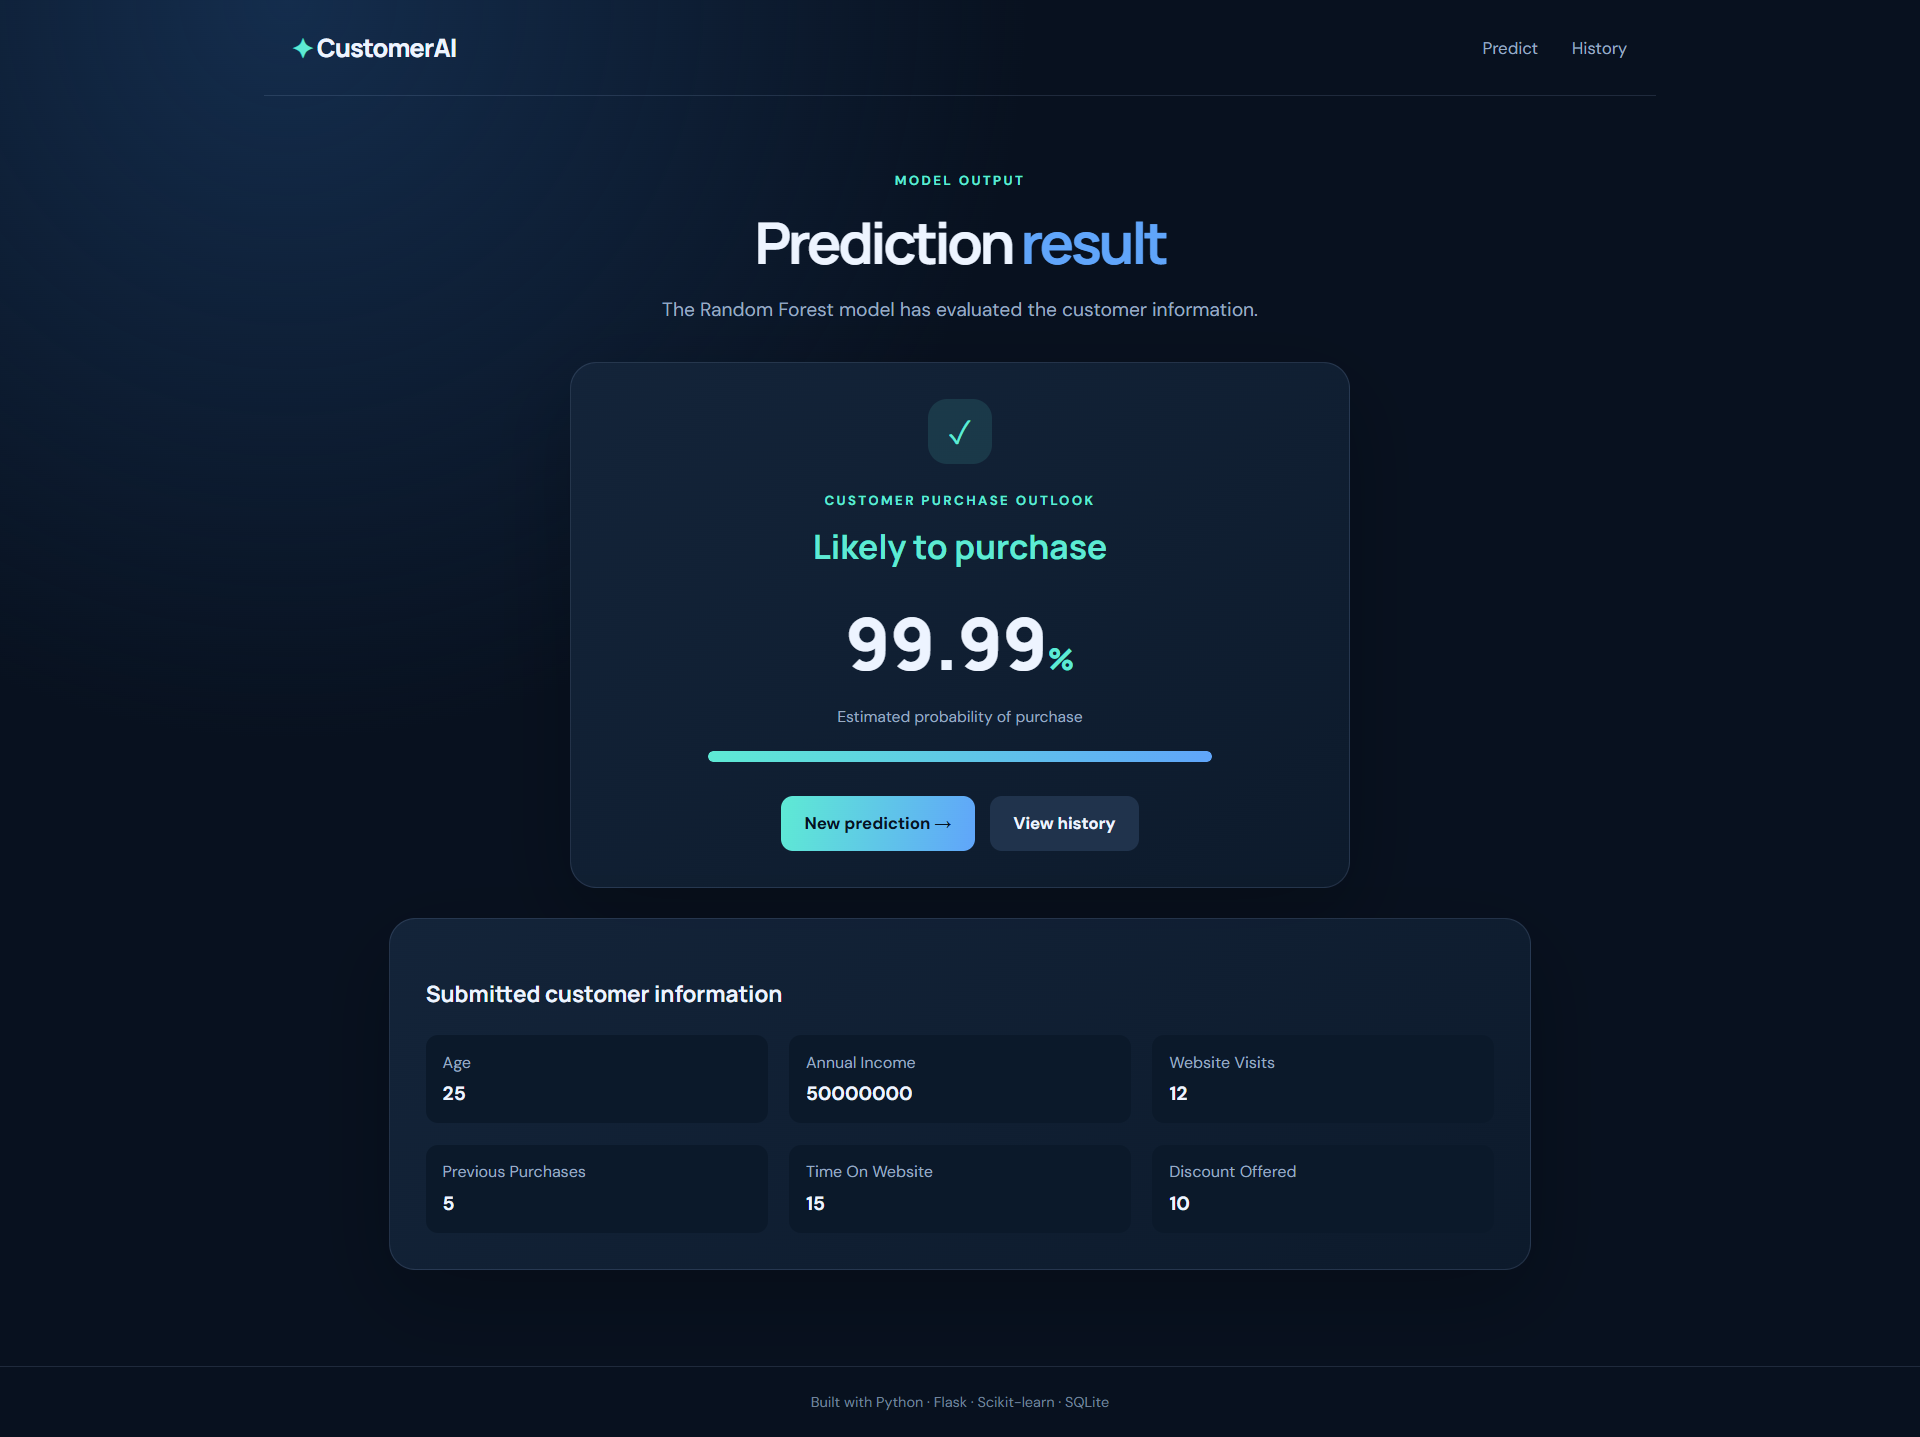 ✦ CustomerAI
Predict History
MODEL OUTPUT
Prediction result
The Random Forest model has evaluated the customer information.
✓
CUSTOMER PURCHASE OUTLOOK
Likely to purchase
99.99%
Estimated probability of purchase
New prediction → View history
Submitted customer information
Age
25
Annual Income
50000000
Website Visits
12
Previous Purchases
5
Time On Website
15
Discount Offered
10
Built with Python · Flask · Scikit-learn · SQLite